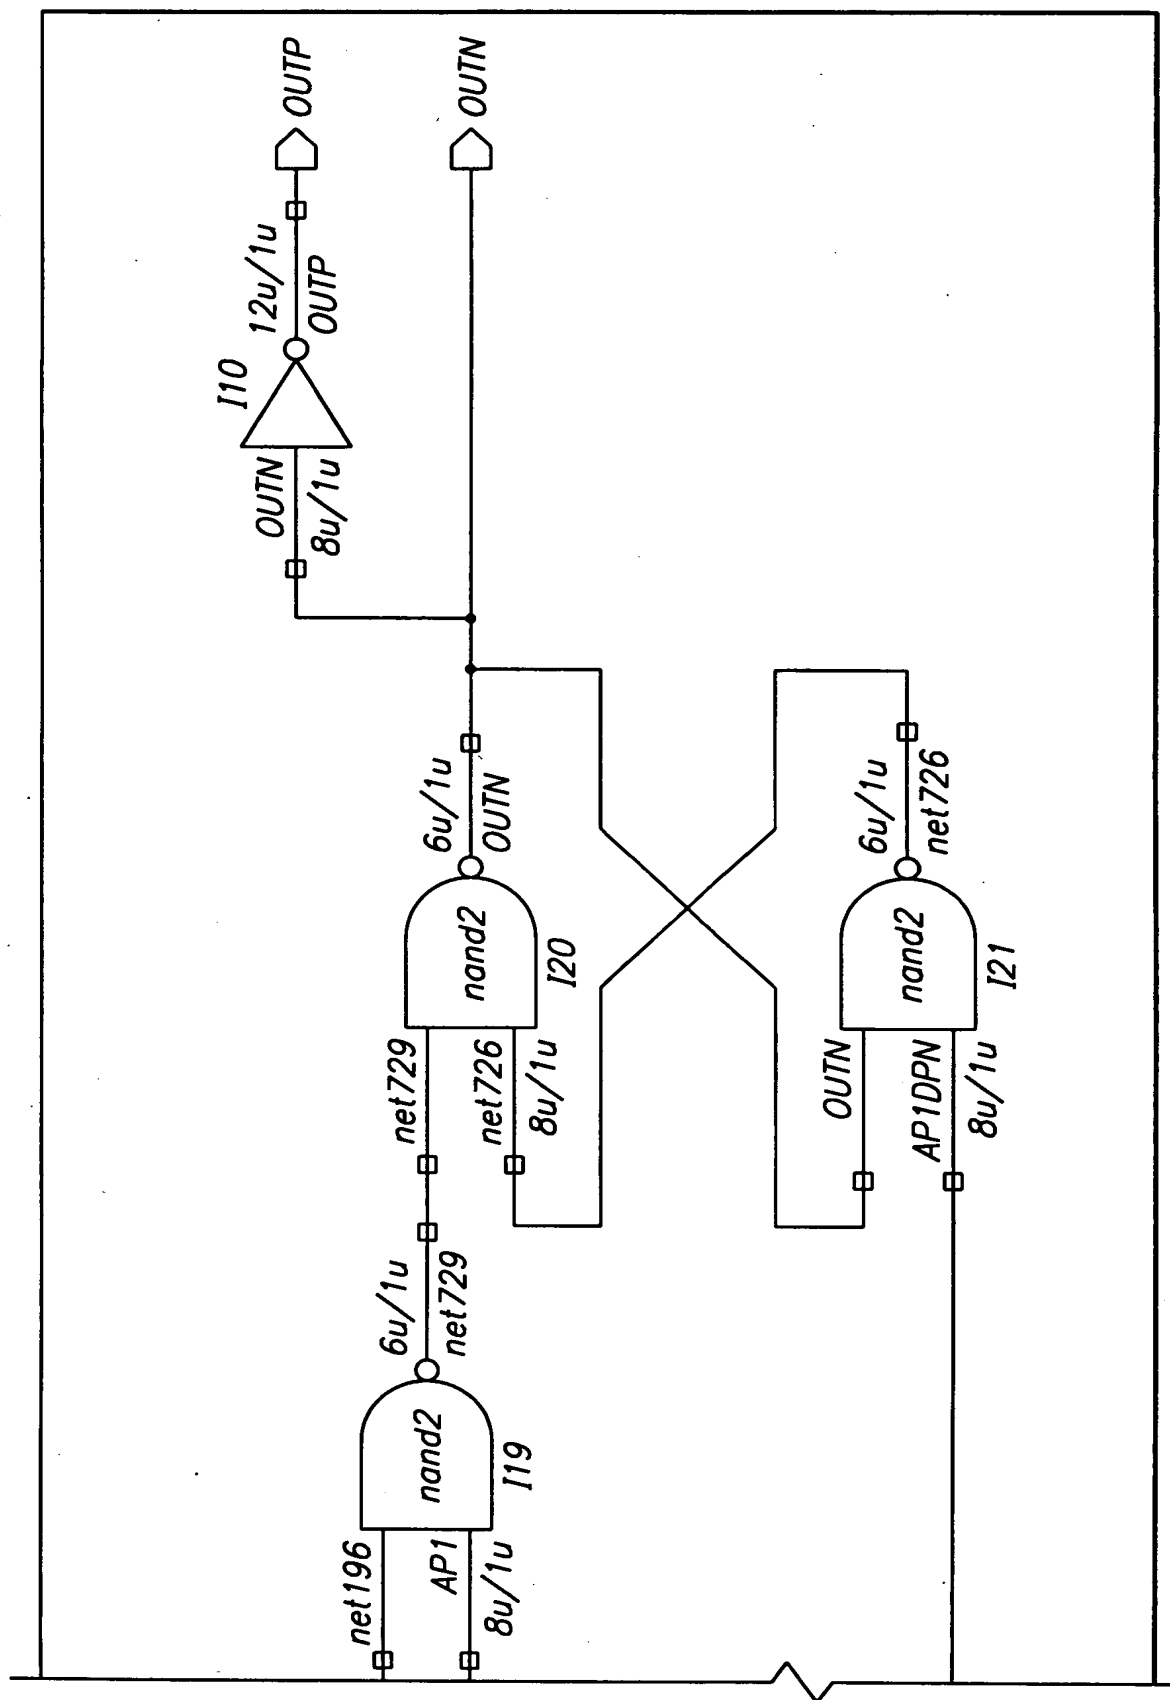 OUTP
OUTN
12u/1u
OUTP
I10
OUTN
8u/1u
6u/1u
OUTN
nand2
I20
net729
net726
8u/1u
6u/1u
net726
nand2
I21
OUTN
AP1DPN
8u/1u
6u/1u
net729
nand2
I19
net196
AP1
8u/1u